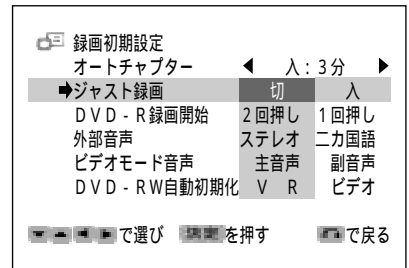 録画初期設定
オートチャプター ◀ 入：3分 ▶
➡ジャスト録画 切 入
DVD-R録画開始 2回押し 1回押し
外部音声 ステレオ 二カ国語
ビデオモード音声 主音声 副音声
DVD-RW自動初期化 VR ビデオ
で選び 決定を押す で戻る